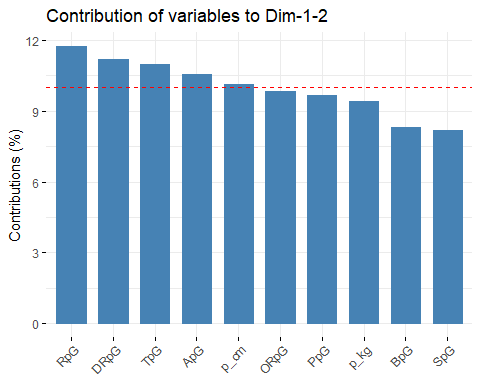 Contribution of variables to Dim-1-2
Contributions (%)
12
9
6
3
0
RpG
DRpG
TpG
ApG
p_cm
ORpG
PpG
p_kg
BpG
SpG